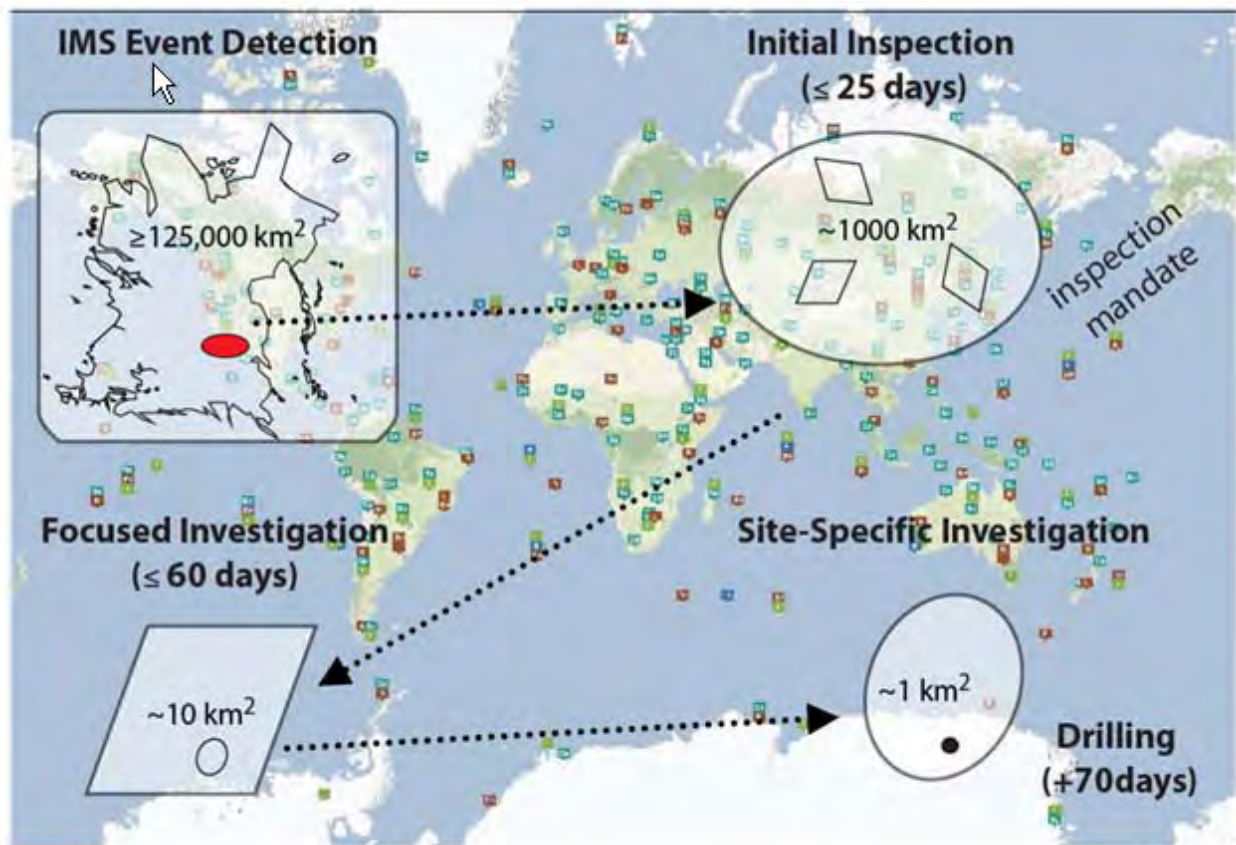 IMS Event Detection
≥125,000 km²
Initial Inspection
(≤ 25 days)
~1000 km²
inspection
mandate
Focused Investigation
(≤ 60 days)
~10 km²
Site-Specific Investigation
~1 km²
Drilling
(+70days)